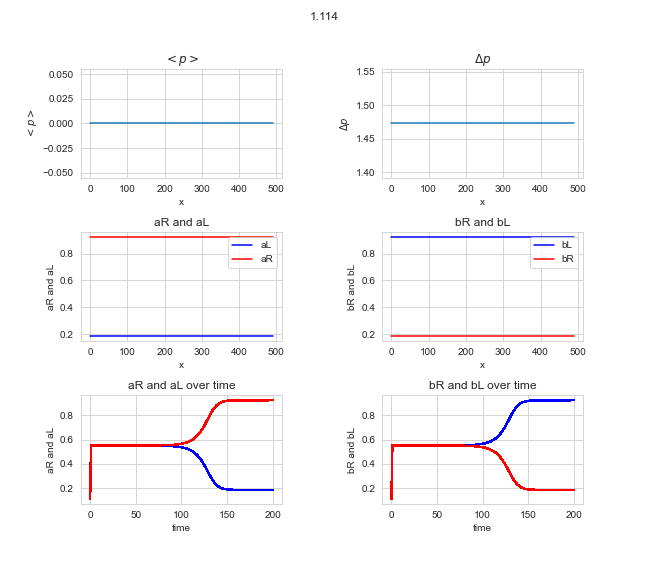 1.114
< p >
Δp
0.050
0.025
0.000
−0.025
−0.050
< p >
0 100 200 300 400 500
x
1.55
1.50
1.45
1.40
Δp
0 100 200 300 400 500
x
aR and aL
bR and bL
0.8
0.6
0.4
0.2
aR and aL
aL
aR
0 100 200 300 400 500
x
0.8
0.6
0.4
0.2
bR and bL
bL
bR
0 100 200 300 400 500
x
aR and aL over time
bR and bL over time
0.8
0.6
0.4
0.2
aR and aL
0 50 100 150 200
time
0.8
0.6
0.4
0.2
bR and bL
0 50 100 150 200
time